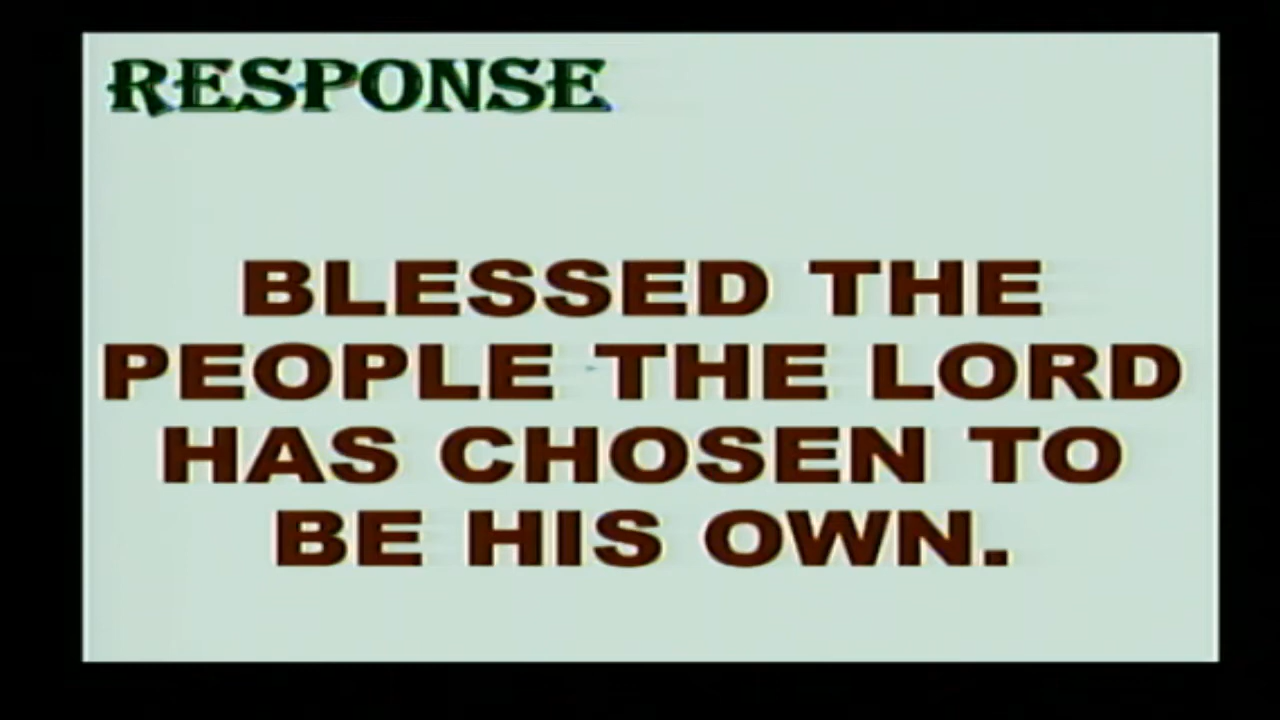 RESPONSE
BLESSED THE
PEOPLE THE LORD
HAS CHOSEN TO
BE HIS OWN.